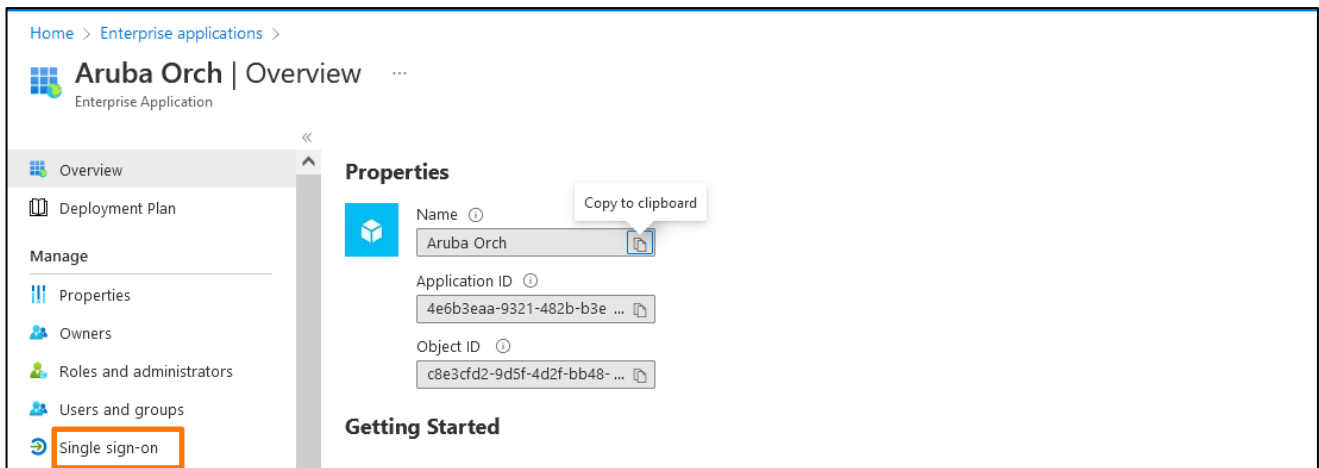 Home > Enterprise applications >
Aruba Orch | Overview ...
Enterprise Application
«
Overview
Deployment Plan
Manage
Properties
Owners
Roles and administrators
Users and groups
Single sign-on
Properties
Copy to clipboard
Name
Aruba Orch
Application ID
4e6b3eaa-9321-482b-b3e ...
Object ID
c8e3cfd2-9d5f-4d2f-bb48- ...
Getting Started